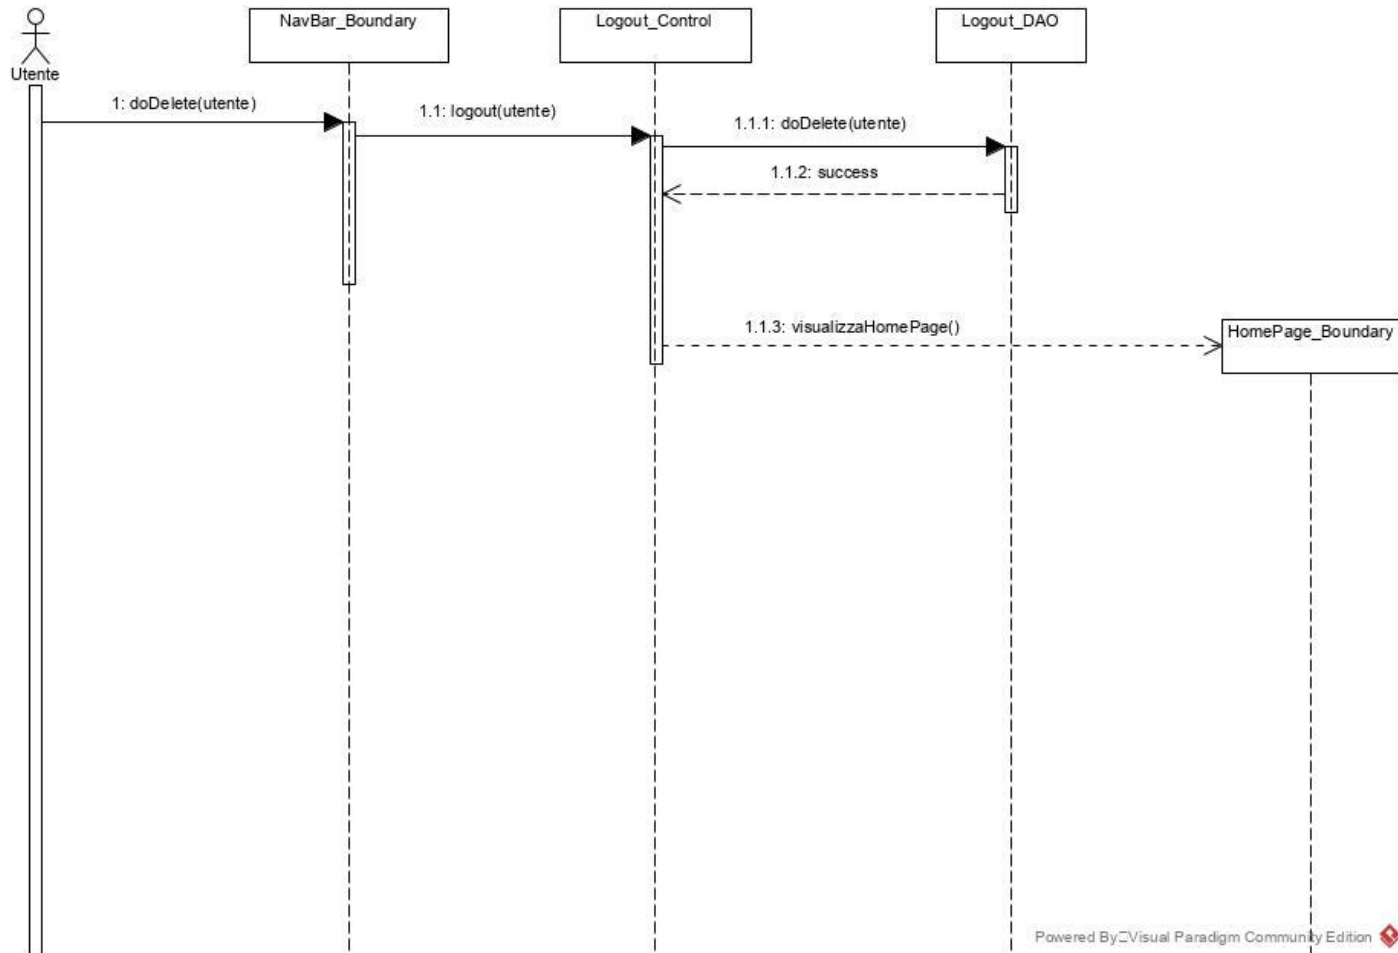 NavBar_Boundary
Logout_Control
Logout_DAO
Utente
1: doDelete(utente)
1.1: logout(utente)
1.1.1: doDelete(utente)
1.1.2: success
1.1.3: visualizzaHomePage()
HomePage_Boundary
Powered By Visual Paradigm Community Edition